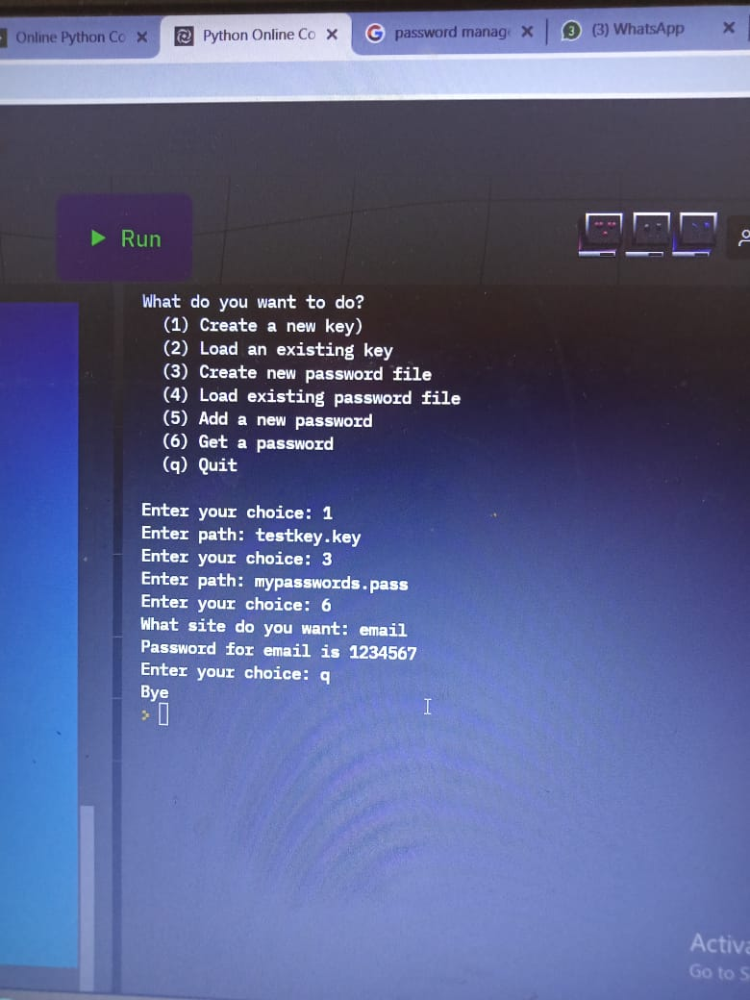 Online Python Co
Python Online Co
password manag
3
(3) WhatsApp
Run
What do you want to do?
(1) Create a new key)
(2) Load an existing key
(3) Create new password file
(4) Load existing password file
(5) Add a new password
(6) Get a password
(q) Quit
Enter your choice: 1
Enter path: testkey.key
Enter your choice: 3
Enter path: mypasswords.pass
Enter your choice: 6
What site do you want: email
Password for email is 1234567
Enter your choice: q
Bye
>
Activa
Go to S